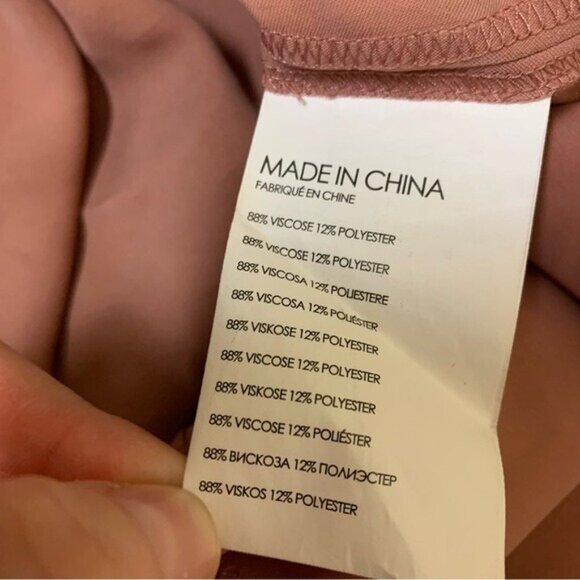 MADE IN CHINA
FABRIQUÉ EN CHINE
88% VISCOSE 12% POLYESTER
88% VISCOSE 12% POLYESTER
88% VISCOSA 12% POLIESTERE
88% VISCOSA 12% POLIÉSTER
88% VISKOSE 12% POLYESTER
88% VISCOSE 12% POLYESTER
88% VISKOSE 12% POLYESTER
88% VISCOSE 12% POLIÉSTER
88% ВИСКОЗА 12% ПОЛИЭСТЕР
88% VISKOS 12% POLYESTER